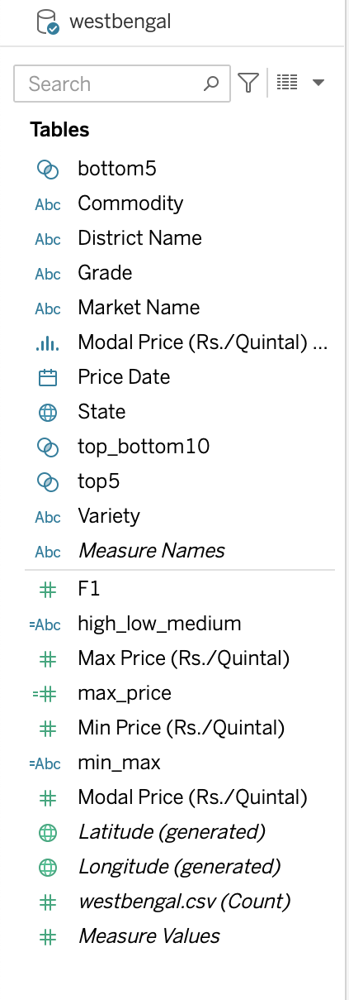 westbengal
Search
Tables
bottom5
Abc Commodity
Abc District Name
Abc Grade
Abc Market Name
Modal Price (Rs./Quintal) ...
Price Date
State
top_bottom10
top5
Abc Variety
Abc Measure Names
# F1
=Abc high_low_medium
# Max Price (Rs./Quintal)
=# max_price
# Min Price (Rs./Quintal)
=Abc min_max
# Modal Price (Rs./Quintal)
Latitude (generated)
Longitude (generated)
# westbengal.csv (Count)
# Measure Values